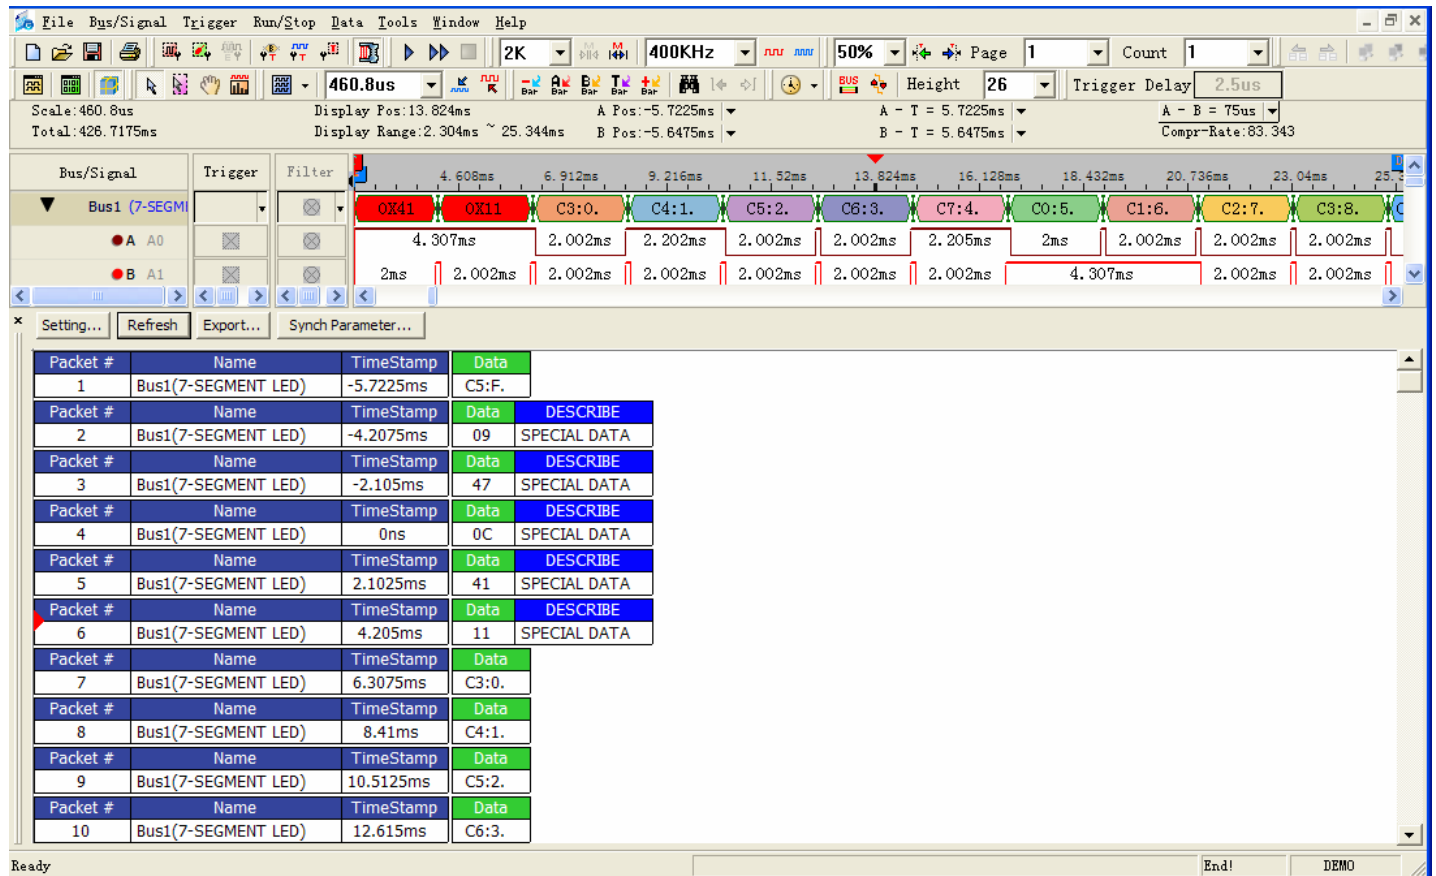 File Bus/Signal Trigger Run/Stop Data Tools Window Help
2K 400KHz 50% Page 1 Count 1
460.8us Bar Bar Bar Bar Bar BUS Height 26 Trigger Delay 2.5us
Scale:460.8us Display Pos:13.824ms A Pos:-5.7225ms A - T = 5.7225ms A - B = 75us
Total:426.7175ms Display Range:2.304ms ~ 25.344ms B Pos:-5.6475ms B - T = 5.6475ms Compr-Rate:83.343
Bus/Signal Trigger Filter 4.608ms 6.912ms 9.216ms 11.52ms 13.824ms 16.128ms 18.432ms 20.736ms 23.04ms
Bus1 (7-SEGME 0X41 0X11 C3:0. C4:1. C5:2. C6:3. C7:4. C0:5. C1:6. C2:7. C3:8.
A A0 4.307ms 2.002ms 2.202ms 2.002ms 2.002ms 2.205ms 2ms 2.002ms 2.002ms 2.002ms
B A1 2ms 2.002ms 2.002ms 2.002ms 2.002ms 2.002ms 2.002ms 4.307ms 2.002ms 2.002ms
Setting... Refresh Export... Synch Parameter...
Packet # Name TimeStamp Data
1 Bus1(7-SEGMENT LED) -5.7225ms C5:F.
Packet # Name TimeStamp Data DESCRIBE
2 Bus1(7-SEGMENT LED) -4.2075ms 09 SPECIAL DATA
Packet # Name TimeStamp Data DESCRIBE
3 Bus1(7-SEGMENT LED) -2.105ms 47 SPECIAL DATA
Packet # Name TimeStamp Data DESCRIBE
4 Bus1(7-SEGMENT LED) 0ns 0C SPECIAL DATA
Packet # Name TimeStamp Data DESCRIBE
5 Bus1(7-SEGMENT LED) 2.1025ms 41 SPECIAL DATA
Packet # Name TimeStamp Data DESCRIBE
6 Bus1(7-SEGMENT LED) 4.205ms 11 SPECIAL DATA
Packet # Name TimeStamp Data
7 Bus1(7-SEGMENT LED) 6.3075ms C3:0.
Packet # Name TimeStamp Data
8 Bus1(7-SEGMENT LED) 8.41ms C4:1.
Packet # Name TimeStamp Data
9 Bus1(7-SEGMENT LED) 10.5125ms C5:2.
Packet # Name TimeStamp Data
10 Bus1(7-SEGMENT LED) 12.615ms C6:3.
Ready End! DEMO